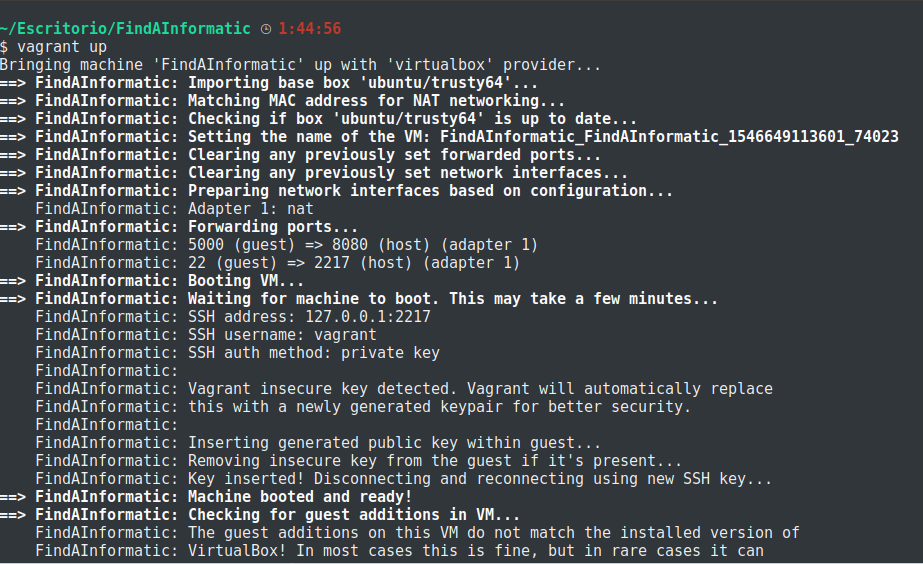 ~/Escritorio/FindAInformatic ◷ 1:44:56
$ vagrant up
Bringing machine 'FindAInformatic' up with 'virtualbox' provider...
==> FindAInformatic: Importing base box 'ubuntu/trusty64'...
==> FindAInformatic: Matching MAC address for NAT networking...
==> FindAInformatic: Checking if box 'ubuntu/trusty64' is up to date...
==> FindAInformatic: Setting the name of the VM: FindAInformatic_FindAInformatic_1546649113601_74023
==> FindAInformatic: Clearing any previously set forwarded ports...
==> FindAInformatic: Clearing any previously set network interfaces...
==> FindAInformatic: Preparing network interfaces based on configuration...
    FindAInformatic: Adapter 1: nat
==> FindAInformatic: Forwarding ports...
    FindAInformatic: 5000 (guest) => 8080 (host) (adapter 1)
    FindAInformatic: 22 (guest) => 2217 (host) (adapter 1)
==> FindAInformatic: Booting VM...
==> FindAInformatic: Waiting for machine to boot. This may take a few minutes...
    FindAInformatic: SSH address: 127.0.0.1:2217
    FindAInformatic: SSH username: vagrant
    FindAInformatic: SSH auth method: private key
    FindAInformatic:
    FindAInformatic: Vagrant insecure key detected. Vagrant will automatically replace
    FindAInformatic: this with a newly generated keypair for better security.
    FindAInformatic:
    FindAInformatic: Inserting generated public key within guest...
    FindAInformatic: Removing insecure key from the guest if it's present...
    FindAInformatic: Key inserted! Disconnecting and reconnecting using new SSH key...
==> FindAInformatic: Machine booted and ready!
==> FindAInformatic: Checking for guest additions in VM...
    FindAInformatic: The guest additions on this VM do not match the installed version of
    FindAInformatic: VirtualBox! In most cases this is fine, but in rare cases it can